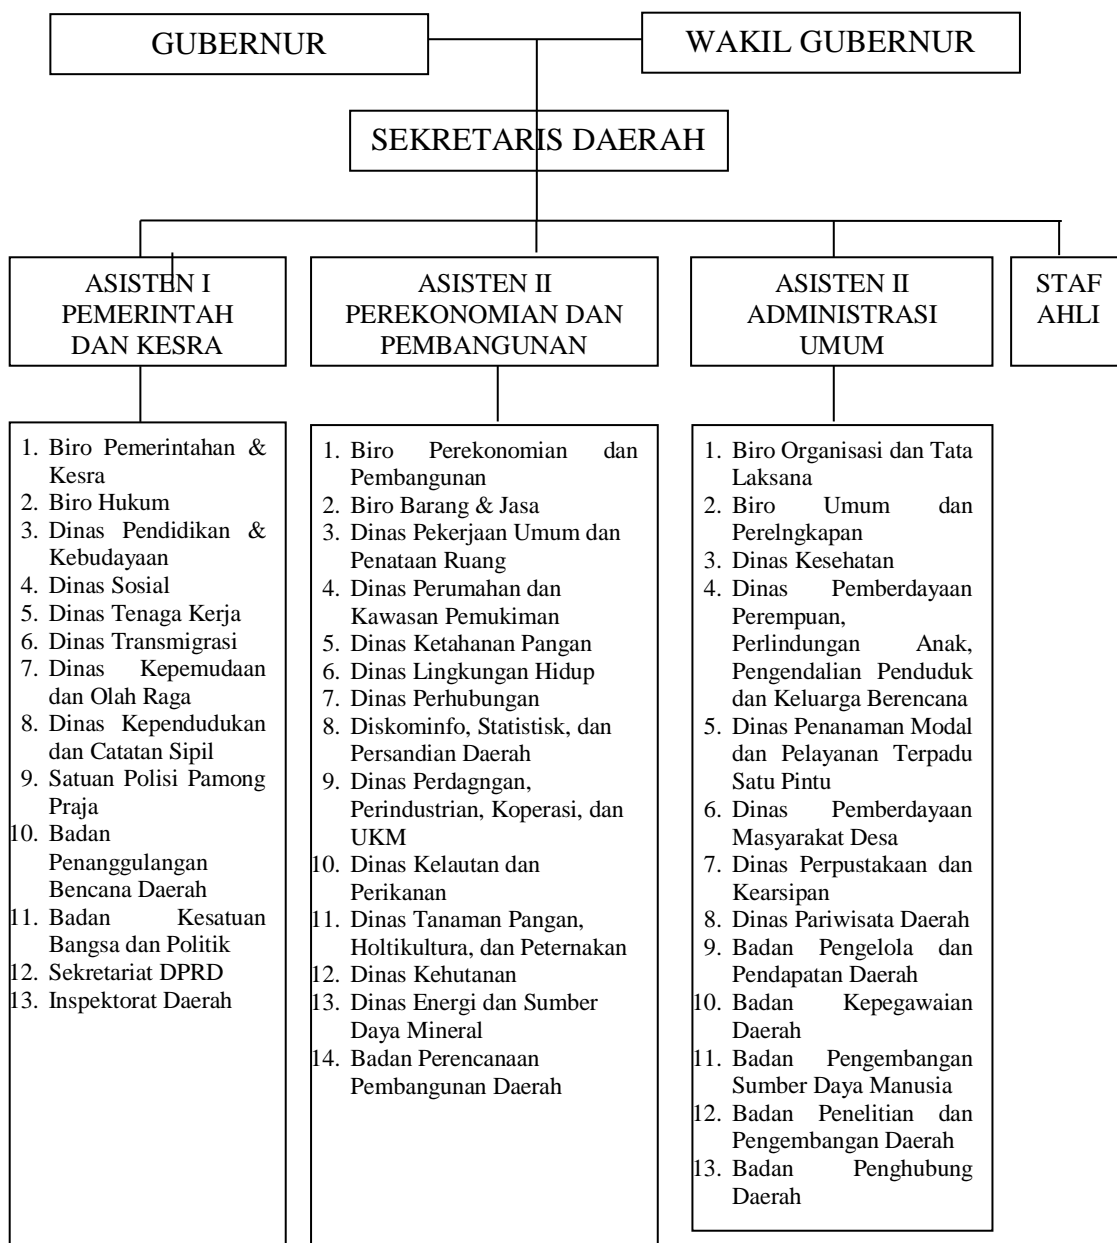 GUBERNUR
WAKIL GUBERNUR
SEKRETARIS DAERAH
ASISTEN I
PEMERINTAH
DAN KESRA
ASISTEN II
PEREKONOMIAN DAN
PEMBANGUNAN
ASISTEN II
ADMINISTRASI
UMUM
STAF
AHLI
1. Biro Pemerintahan &
Kesra
2. Biro Hukum
3. Dinas Pendidikan &
Kebudayaan
4. Dinas Sosial
5. Dinas Tenaga Kerja
6. Dinas Transmigrasi
7. Dinas Kepemudaan
dan Olah Raga
8. Dinas Kependudukan
dan Catatan Sipil
9. Satuan Polisi Pamong
Praja
10. Badan
Penanggulangan
Bencana Daerah
11. Badan Kesatuan
Bangsa dan Politik
12. Sekretariat DPRD
13. Inspektorat Daerah
1. Biro Perekonomian dan
Pembangunan
2. Biro Barang & Jasa
3. Dinas Pekerjaan Umum dan
Penataan Ruang
4. Dinas Perumahan dan
Kawasan Pemukiman
5. Dinas Ketahanan Pangan
6. Dinas Lingkungan Hidup
7. Dinas Perhubungan
8. Diskominfo, Statistisk, dan
Persandian Daerah
9. Dinas Perdagngan,
Perindustrian, Koperasi, dan
UKM
10. Dinas Kelautan dan
Perikanan
11. Dinas Tanaman Pangan,
Holtikultura, dan Peternakan
12. Dinas Kehutanan
13. Dinas Energi dan Sumber
Daya Mineral
14. Badan Perencanaan
Pembangunan Daerah
1. Biro Organisasi dan Tata
Laksana
2. Biro Umum dan
Perelngkapan
3. Dinas Kesehatan
4. Dinas Pemberdayaan
Perempuan,
Perlindungan Anak,
Pengendalian Penduduk
dan Keluarga Berencana
5. Dinas Penanaman Modal
dan Pelayanan Terpadu
Satu Pintu
6. Dinas Pemberdayaan
Masyarakat Desa
7. Dinas Perpustakaan dan
Kearsipan
8. Dinas Pariwisata Daerah
9. Badan Pengelola dan
Pendapatan Daerah
10. Badan Kepegawaian
Daerah
11. Badan Pengembangan
Sumber Daya Manusia
12. Badan Penelitian dan
Pengembangan Daerah
13. Badan Penghubung
Daerah